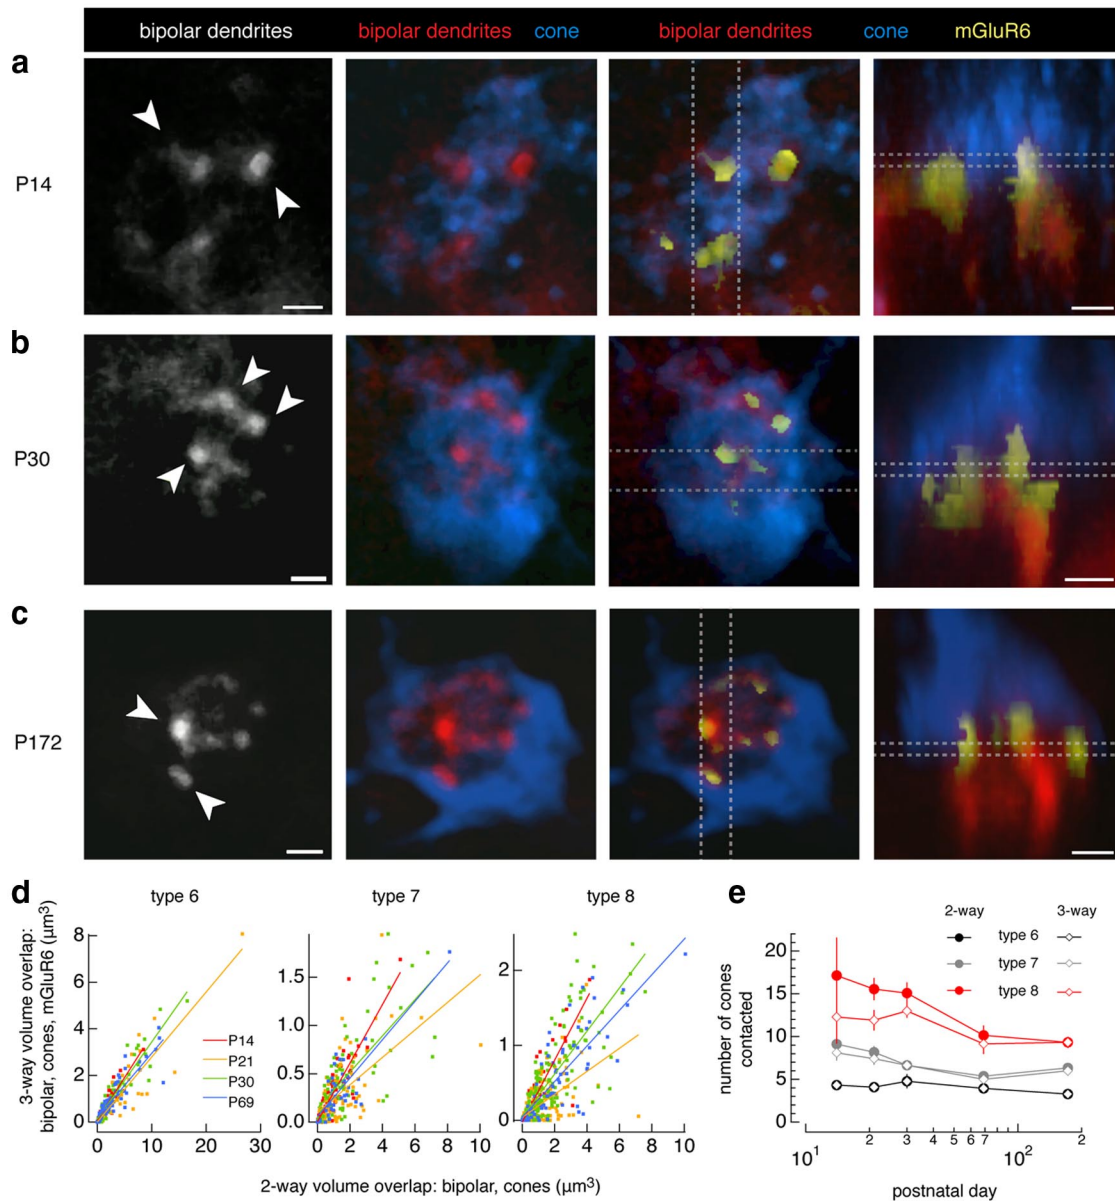 bipolar dendrites bipolar dendrites cone bipolar dendrites cone mGluR6
a
P14
b
P30
c
P172
d
type 6 type 7 type 8
3-way volume overlap:
bipolar, cones, mGluR6 (µm³)
8
6
4
2
0
0 10 20 30
P14
P21
P30
P69
1.5
1.0
0.5
0.0
0 2 4 6 8 10
2
1
0
0 2 4 6 8 10
2-way volume overlap: bipolar, cones (µm³)
e
2-way 3-way
type 6
type 7
type 8
number of cones
contacted
20
15
10
5
0
10¹ 2 3 4 5 6 7 10² 2
postnatal day